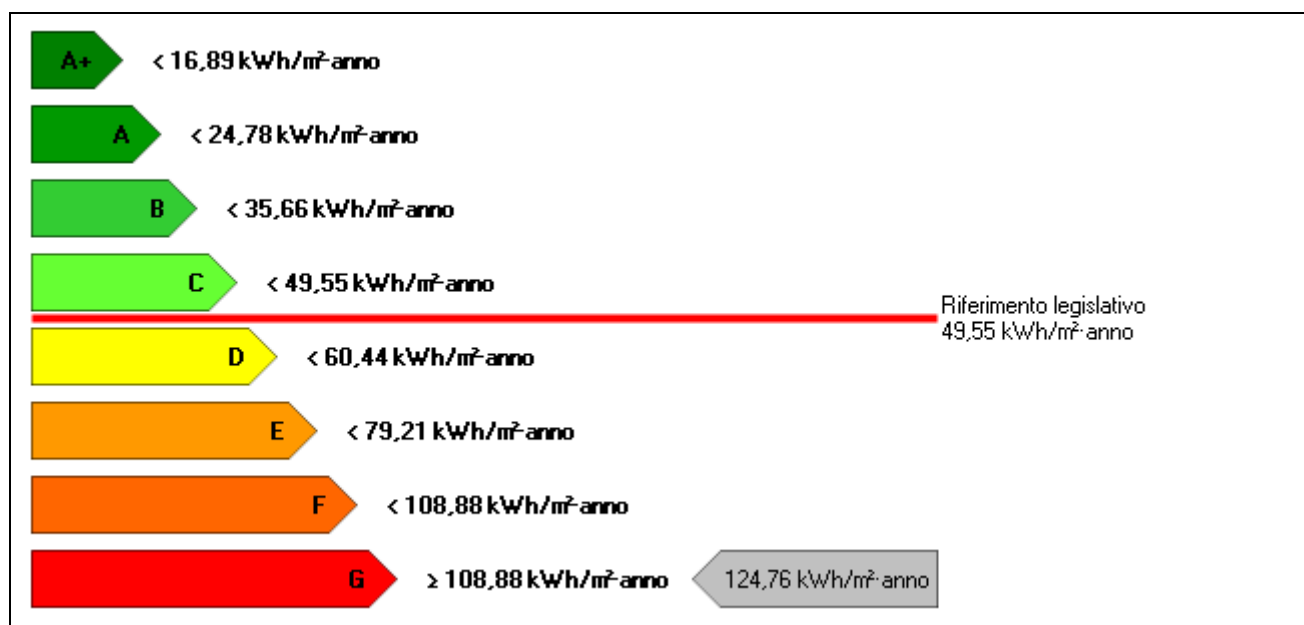 A+ < 16,89 kWh/m²·anno
A < 24,78 kWh/m²·anno
B < 35,66 kWh/m²·anno
C < 49,55 kWh/m²·anno
Riferimento legislativo
49,55 kWh/m²·anno
D < 60,44 kWh/m²·anno
E < 79,21 kWh/m²·anno
F < 108,88 kWh/m²·anno
G ≥ 108,88 kWh/m²·anno 124,76 kWh/m²·anno